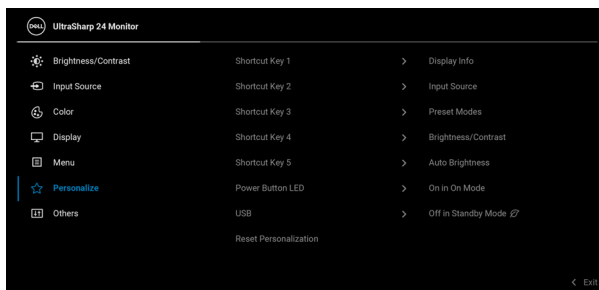 DELL UltraSharp 24 Monitor
Brightness/Contrast Shortcut Key 1 > Display Info
Input Source Shortcut Key 2 > Input Source
Color Shortcut Key 3 > Preset Modes
Display Shortcut Key 4 > Brightness/Contrast
Menu Shortcut Key 5 > Auto Brightness
Personalize Power Button LED > On in On Mode
Others USB > Off in Standby Mode
Reset Personalization
< Exit